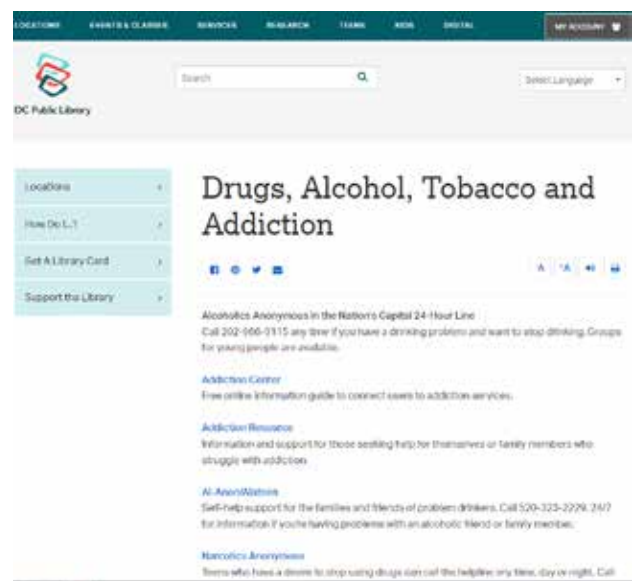 LOCATIONS EVENTS & CLASSES SERVICES RESEARCH TEENS KIDS DIGITAL MY ACCOUNT
Search
Select Language
DC Public Library
Locations
How Do I...?
Get A Library Card
Support the Library
Drugs, Alcohol, Tobacco and
Addiction
Alcoholics Anonymous in the Nation's Capital 24-Hour Line
Call 202-966-9115 any time if you have a drinking problem and want to stop drinking. Groups
for young people are available.
Addiction Center
Free online information guide to connect users to addiction services.
Addiction Resource
Information and support for those seeking help for themselves or family members who
struggle with addiction.
Al-Anon/Alateen
Self-help support for the families and friends of problem drinkers. Call 520-323-2229, 24/7
for information if you're having problems with an alcoholic friend or family member.
Narcotics Anonymous
Teens who have a desire to stop using drugs can call the helpline any time, day or night. Call